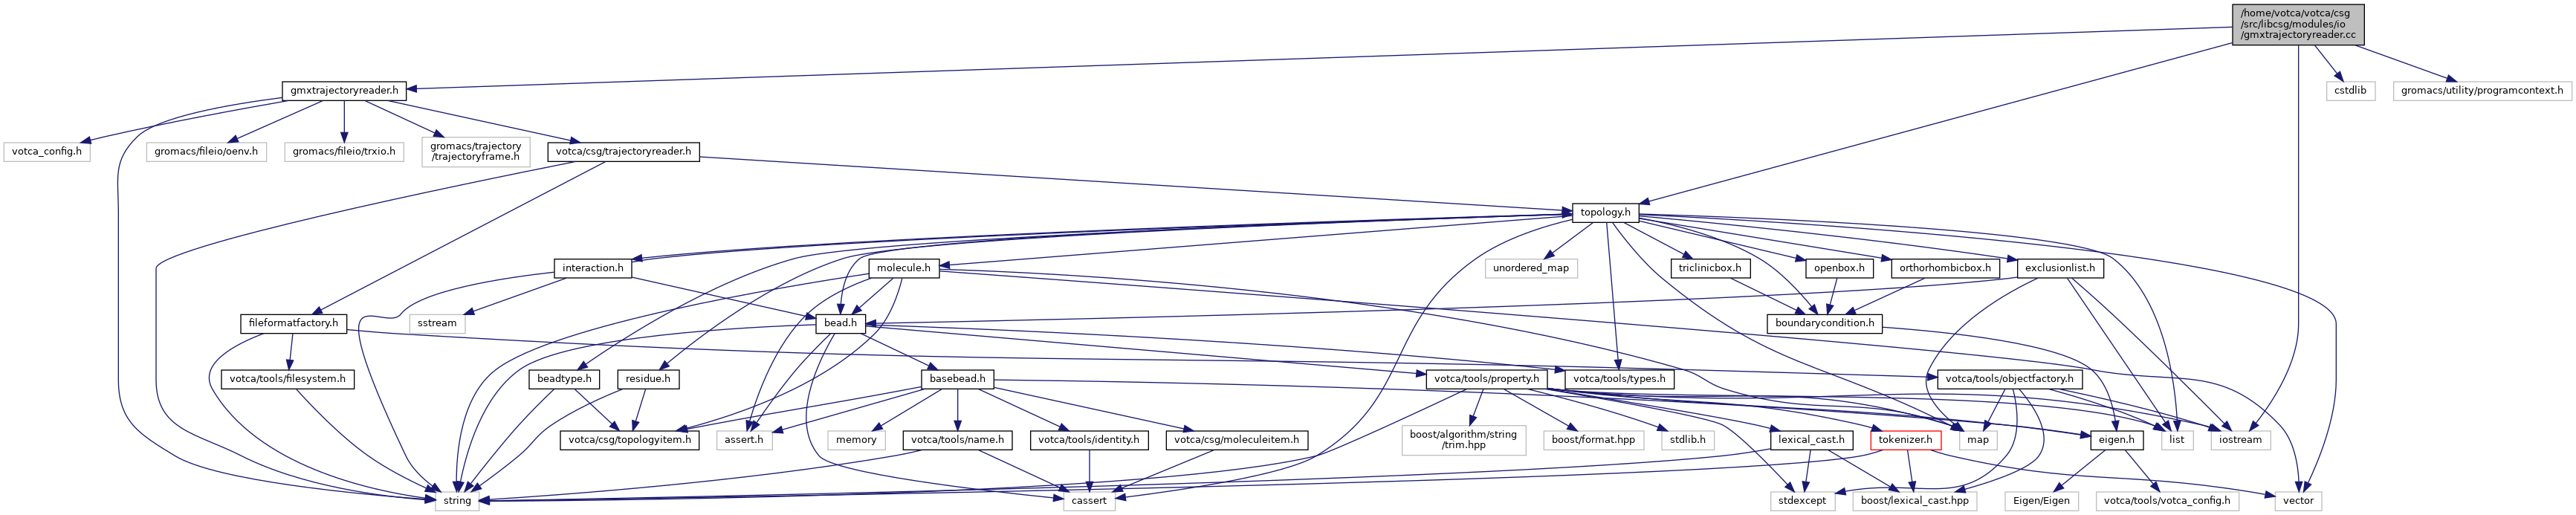 /home/votca/votca/csg
/src/libcsg/modules/io
/gmxtrajectoryreader.cc
gmxtrajectoryreader.h
cstdlib
gromacs/utility/programcontext.h
votca_config.h
gromacs/fileio/oenv.h
gromacs/fileio/trxio.h
gromacs/trajectory
/trajectoryframe.h
votca/csg/trajectoryreader.h
topology.h
interaction.h
molecule.h
unordered_map
triclinicbox.h
openbox.h
orthorhombicbox.h
exclusionlist.h
fileformatfactory.h
sstream
bead.h
boundarycondition.h
votca/tools/filesystem.h
beadtype.h
residue.h
basebead.h
votca/tools/property.h
votca/tools/types.h
votca/tools/objectfactory.h
votca/csg/topologyitem.h
assert.h
memory
votca/tools/name.h
votca/tools/identity.h
votca/csg/moleculeitem.h
boost/algorithm/string
/trim.hpp
boost/format.hpp
stdlib.h
lexical_cast.h
tokenizer.h
map
eigen.h
list
iostream
string
cassert
stdexcept
boost/lexical_cast.hpp
Eigen/Eigen
votca/tools/votca_config.h
vector